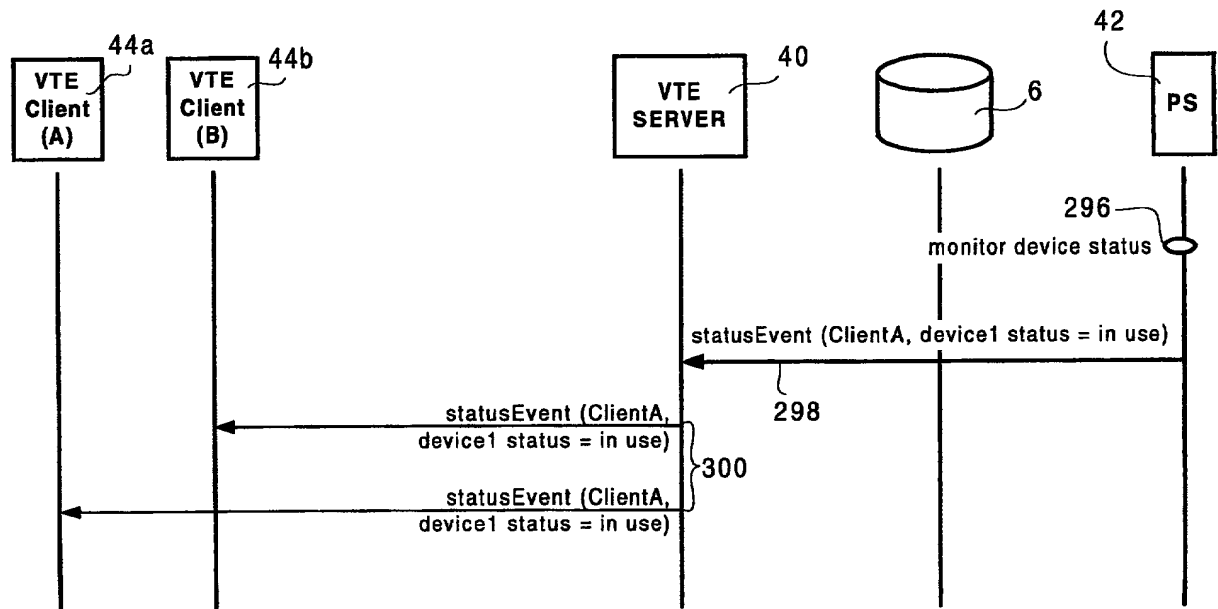 44a
VTE
Client
(A)
44b
VTE
Client
(B)
40
VTE
SERVER
6
42
PS
296
monitor device status
statusEvent (ClientA, device1 status = in use)
298
statusEvent (ClientA,
device1 status = in use)
300
statusEvent (ClientA,
device1 status = in use)